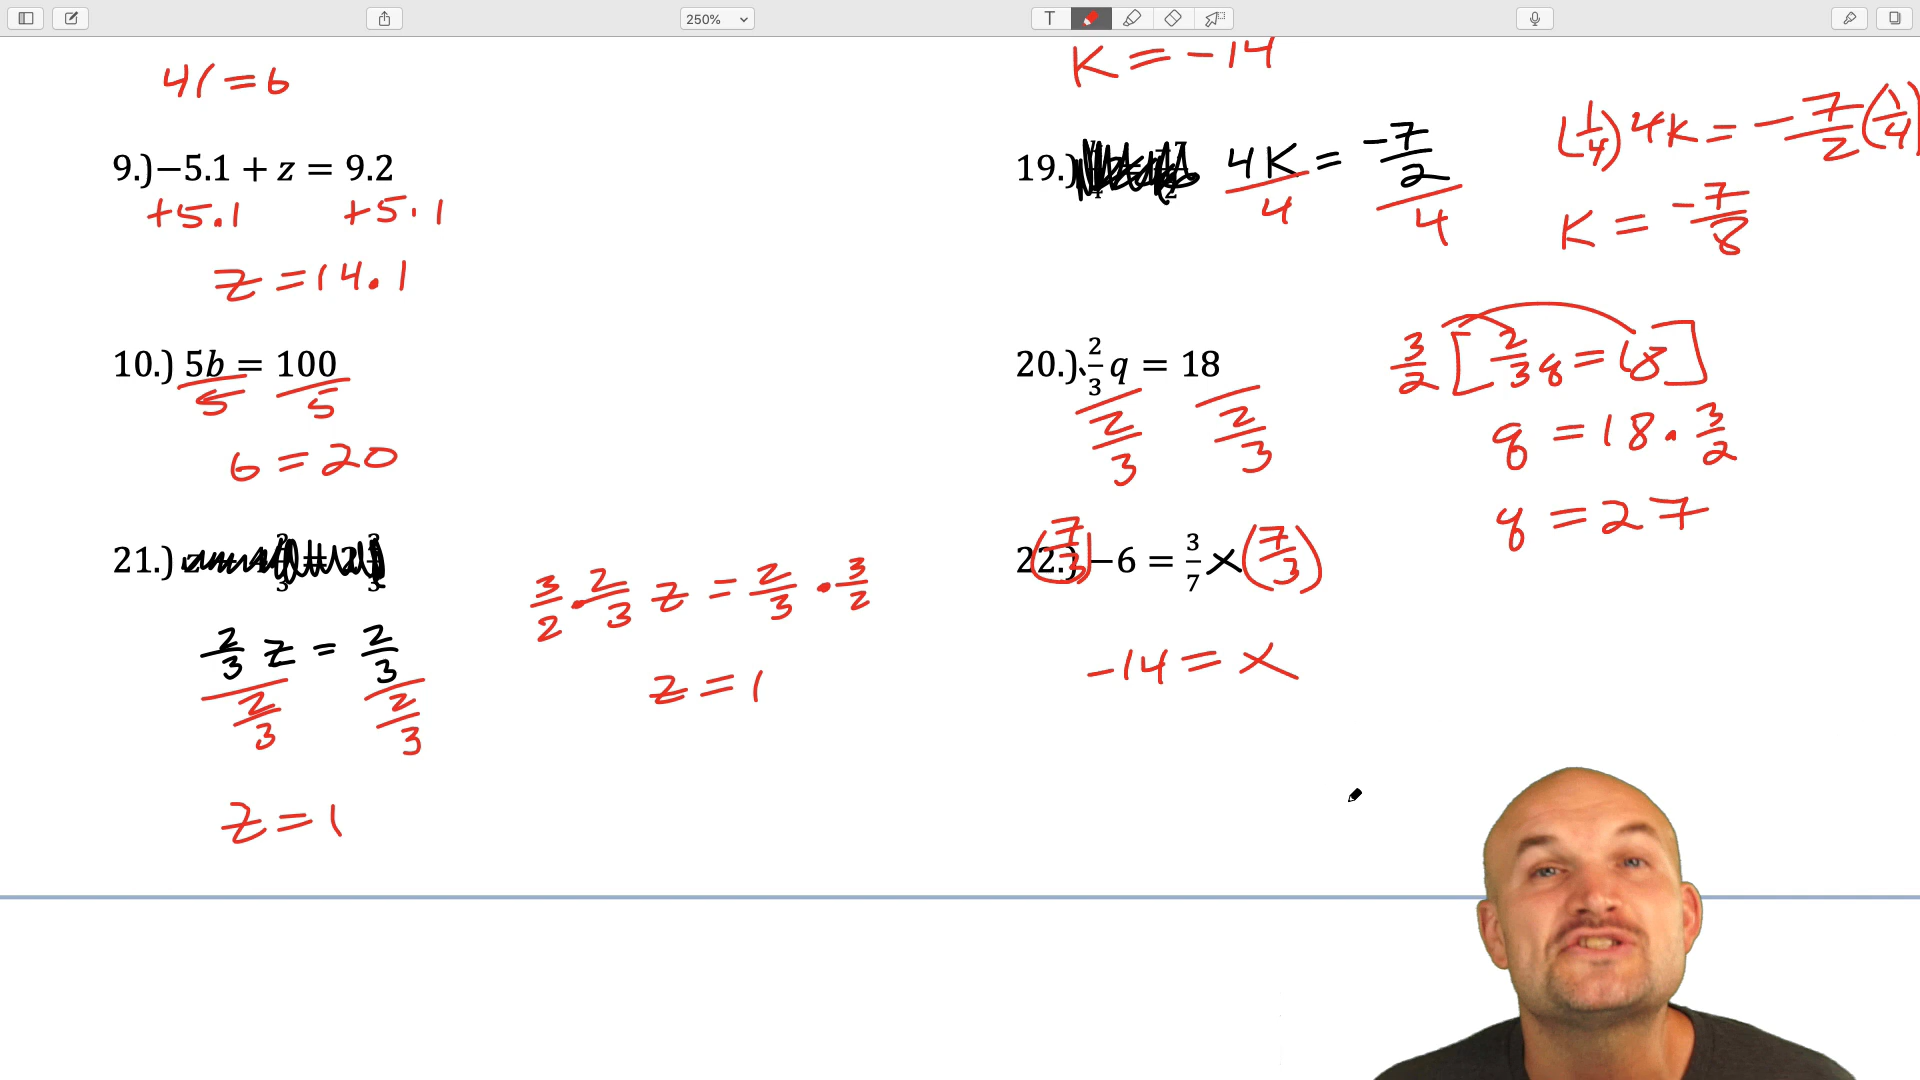 250%
T
41 = 6
9.) −5.1 + z = 9.2
+5.1 +5.1
z = 14.1
10.) 5b = 100
5 5
b = 20
21.)
2/3 z = 2/3
2/3 2/3
z = 1
3/2 · 2/3 z = 2/3 · 3/2
z = 1
K = −14
19.) 4K = −7/2
4 4
(1/4) 4K = −7/2 (1/4)
K = −7/8
20.) 2/3 q = 18
2/3 2/3
3/2 [2/3 q = 18]
q = 18 · 3/2
q = 27
22.) (7/3) −6 = 3/7 x (7/3)
−14 = x